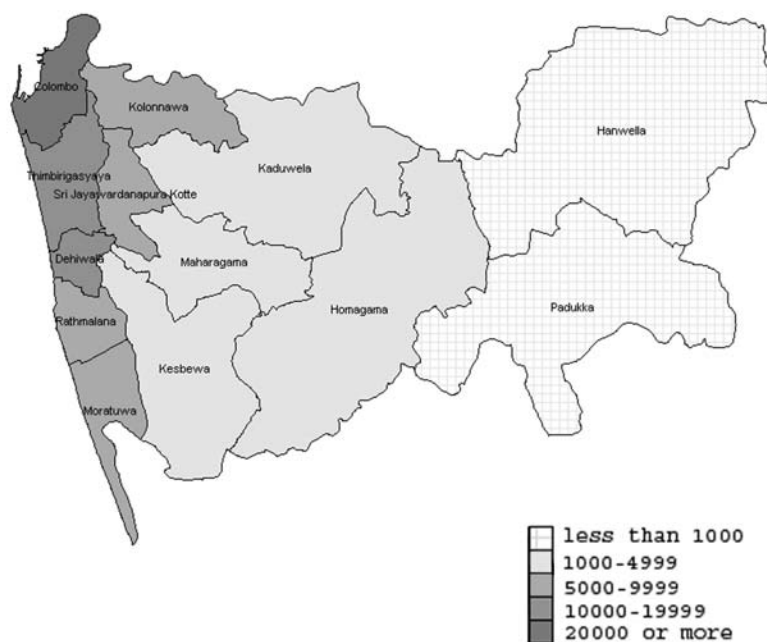 Colombo
Kolonnawa
Hanwella
Kaduwela
Thimbirigasyaya
Sri Jayawardanapura Kotte
Dehiwala
Maharagama
Homagama
Padukka
Rathmalana
Kesbewa
Moratuwa
less than 1000
1000-4999
5000-9999
10000-19999
20000 or more